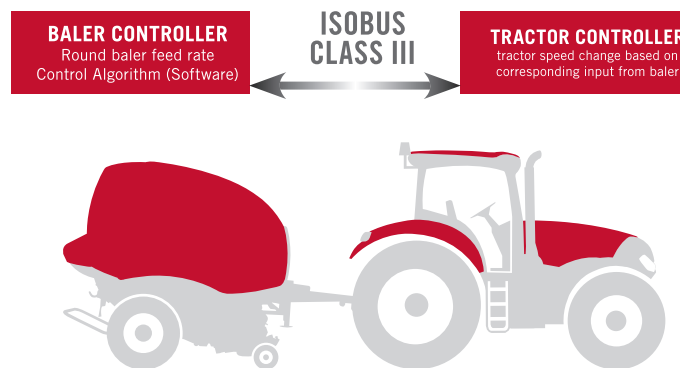 BALER CONTROLLER
Round baler feed rate
Control Algorithm (Software)
ISOBUS
CLASS III
TRACTOR CONTROLLER
tractor speed change based on
corresponding input from baler